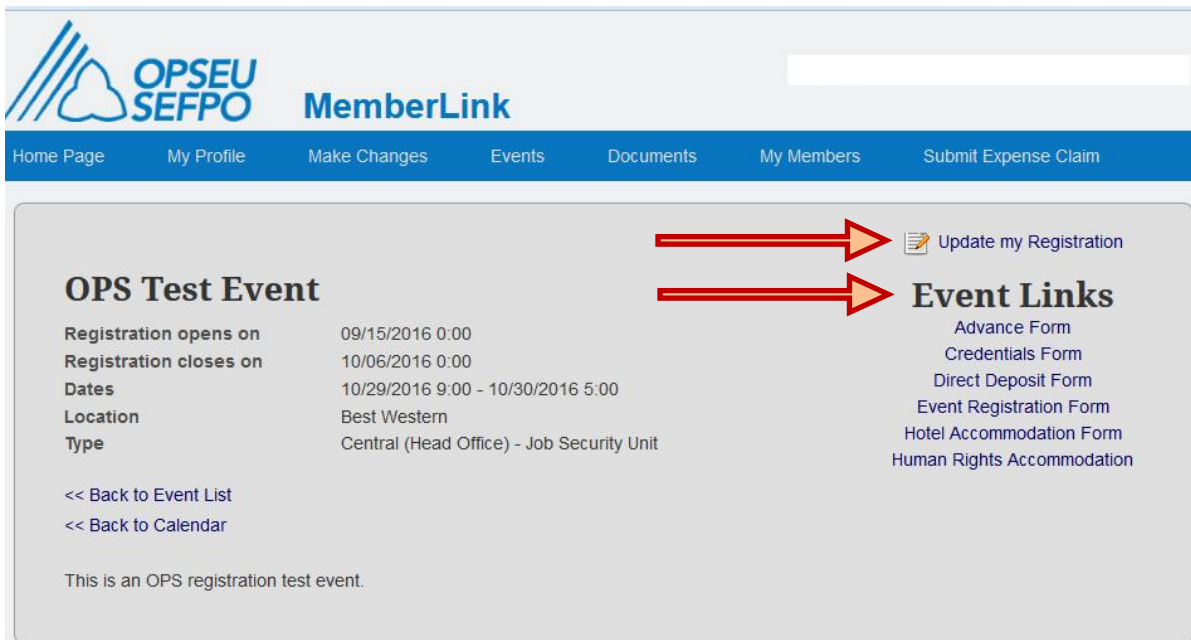 OPSEU
SEFPO
MemberLink
Home Page My Profile Make Changes Events Documents My Members Submit Expense Claim
Update my Registration
OPS Test Event
Registration opens on 09/15/2016 0:00
Registration closes on 10/06/2016 0:00
Dates 10/29/2016 9:00 - 10/30/2016 5:00
Location Best Western
Type Central (Head Office) - Job Security Unit
<< Back to Event List
<< Back to Calendar
This is an OPS registration test event.
Event Links
Advance Form
Credentials Form
Direct Deposit Form
Event Registration Form
Hotel Accommodation Form
Human Rights Accommodation